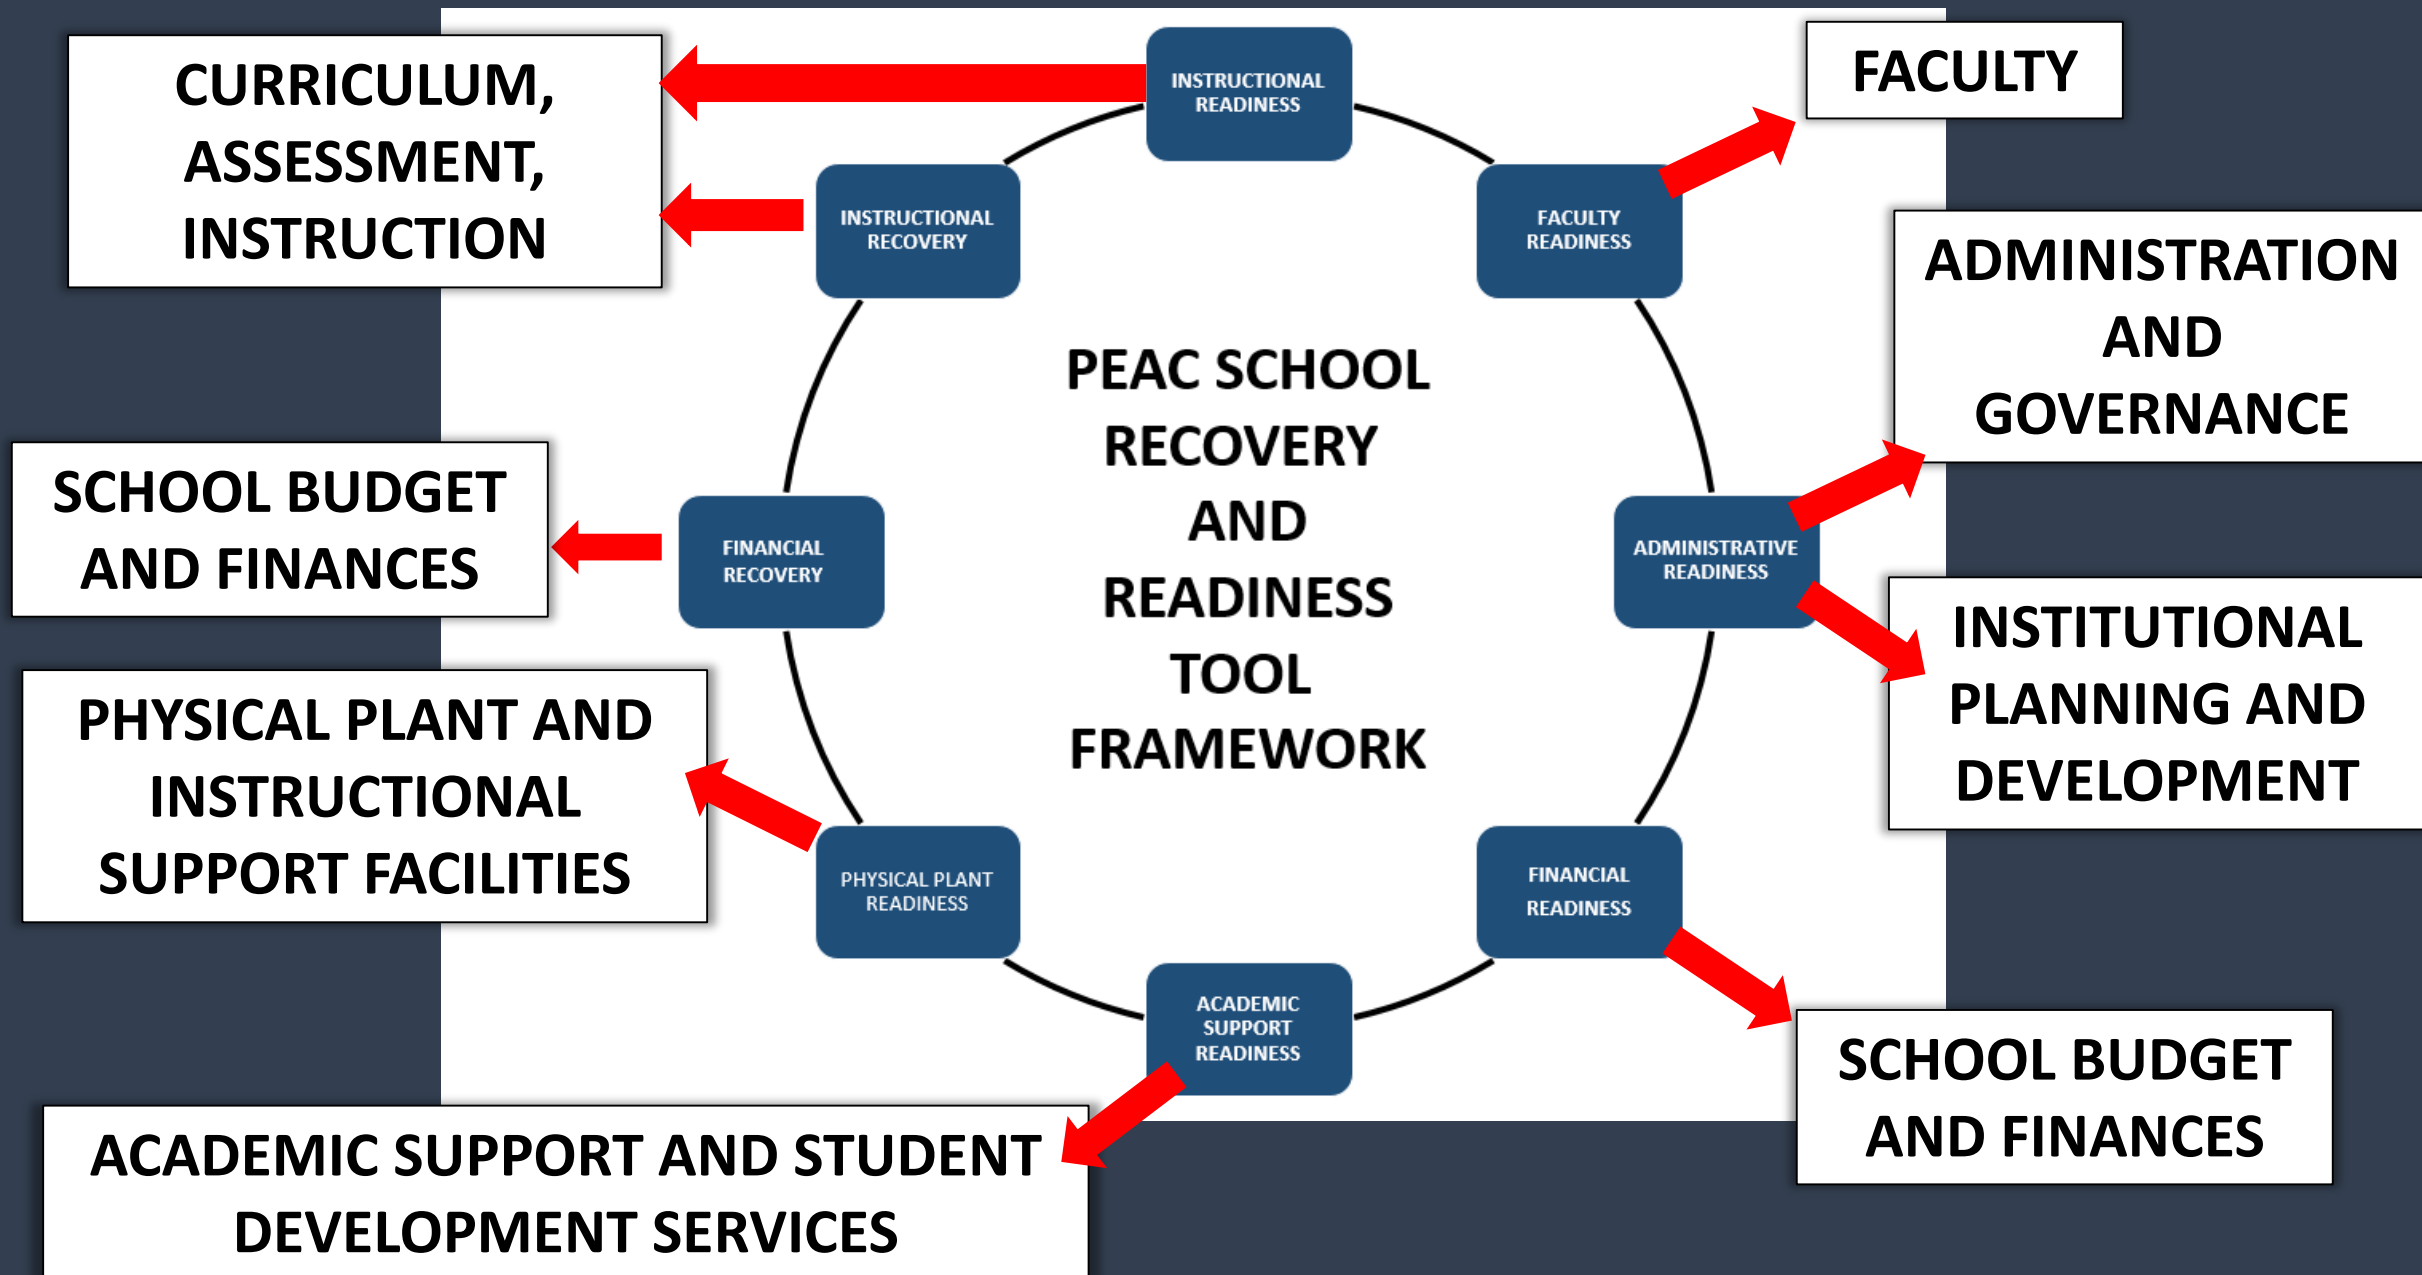 CURRICULUM,
ASSESSMENT,
INSTRUCTION
INSTRUCTIONAL
READINESS
FACULTY
INSTRUCTIONAL
RECOVERY
FACULTY
READINESS
ADMINISTRATION
AND
GOVERNANCE
PEAC SCHOOL
RECOVERY
AND
READINESS
TOOL
FRAMEWORK
SCHOOL BUDGET
AND FINANCES
FINANCIAL
RECOVERY
ADMINISTRATIVE
READINESS
INSTITUTIONAL
PLANNING AND
DEVELOPMENT
PHYSICAL PLANT AND
INSTRUCTIONAL
SUPPORT FACILITIES
PHYSICAL PLANT
READINESS
FINANCIAL
READINESS
ACADEMIC
SUPPORT
READINESS
SCHOOL BUDGET
AND FINANCES
ACADEMIC SUPPORT AND STUDENT
DEVELOPMENT SERVICES